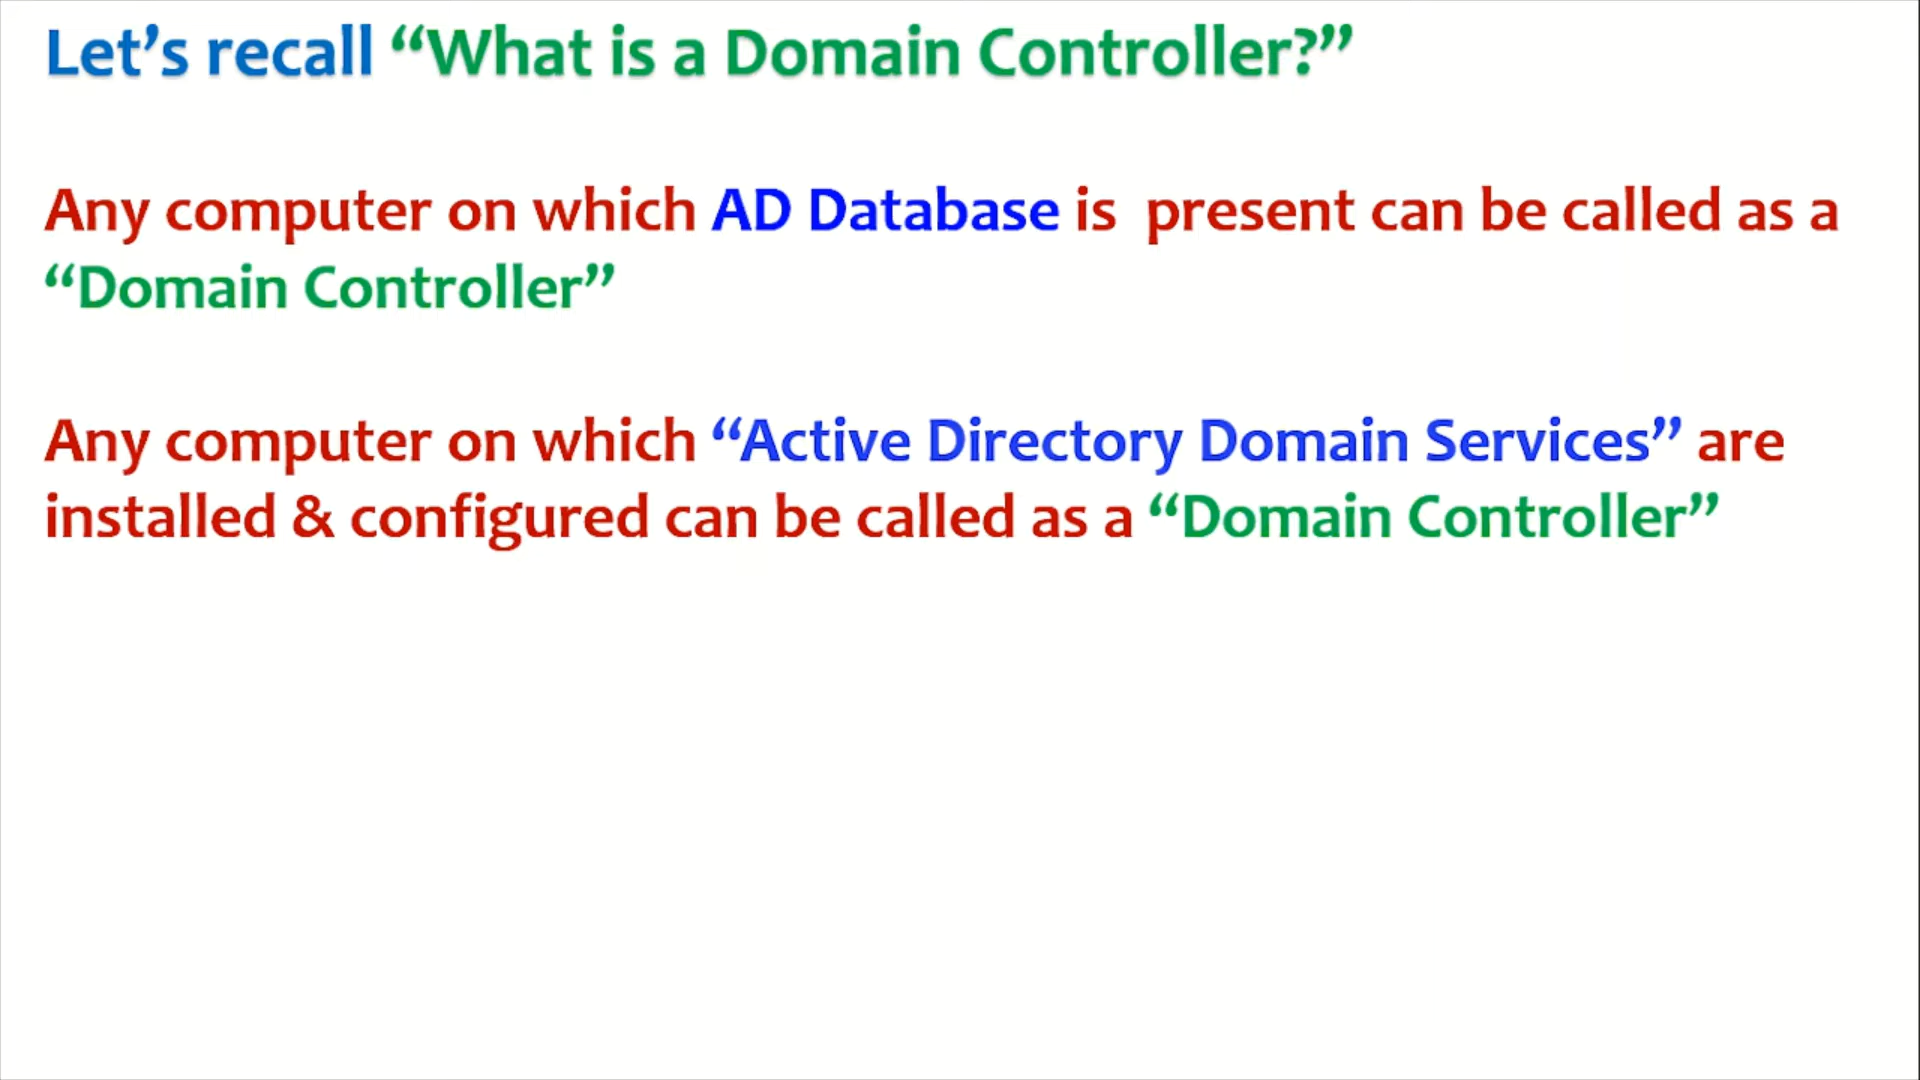 Let’s recall “What is a Domain Controller?”
Any computer on which AD Database is present can be called as a
“Domain Controller”
Any computer on which “Active Directory Domain Services” are
installed & configured can be called as a “Domain Controller”